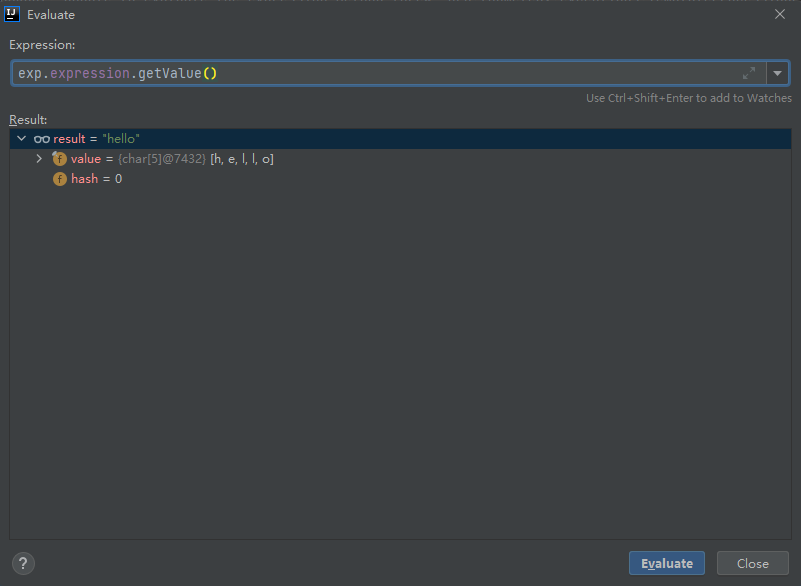 IJ Evaluate
Expression:
exp.expression.getValue()
Use Ctrl+Shift+Enter to add to Watches
Result:
result = "hello"
f value = {char[5]@7432} [h, e, l, l, o]
f hash = 0
? Evaluate Close